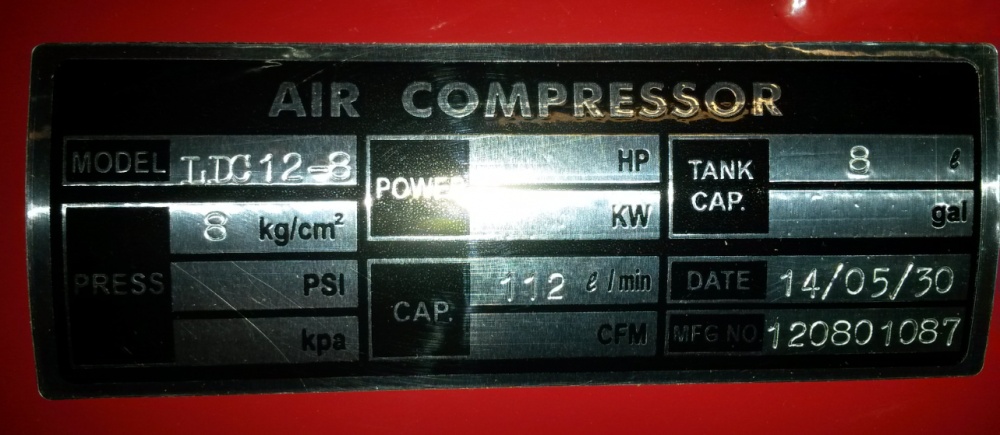 AIR COMPRESSOR
MODEL LDC12-8
PRESS
8 kg/cm²
PSI
kpa
POWER
HP
KW
CAP.
112 ℓ/min
CFM
TANK CAP.
8 ℓ
gal
DATE 14/05/30
MFG NO 120801087